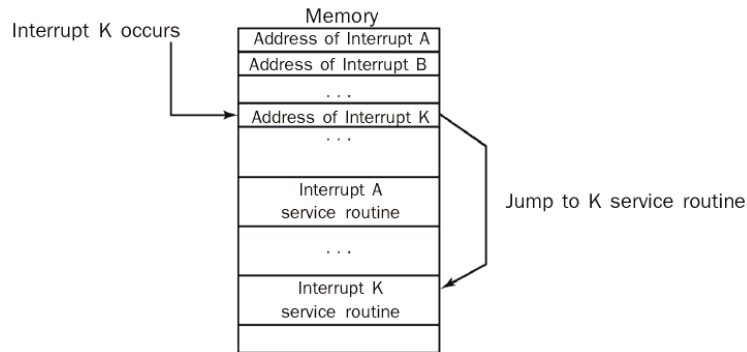 Memory
Interrupt K occurs
Address of Interrupt A
Address of Interrupt B
...
Address of Interrupt K
...
Interrupt A
service routine
Jump to K service routine
...
Interrupt K
service routine